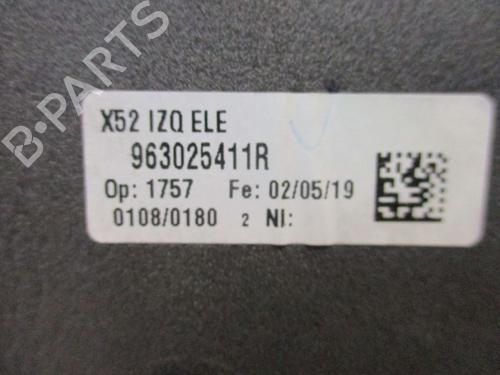 X52 IZQ ELE
963025411R
Op: 1757 Fe: 02/05/19
0108/0180 2 NI:
B-PARTS